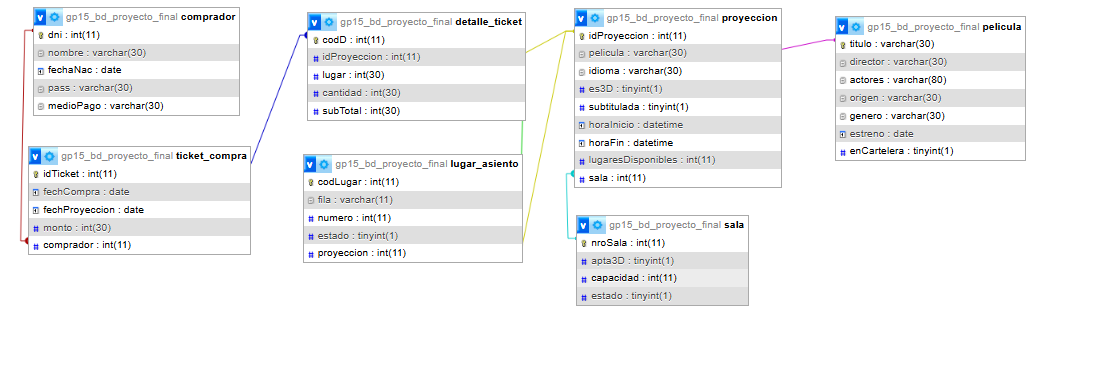 gp15_bd_proyecto_final comprador
dni : int(11)
nombre : varchar(30)
fechaNac : date
pass : varchar(30)
medioPago : varchar(30)
gp15_bd_proyecto_final ticket_compra
idTicket : int(11)
fechCompra : date
fechProyeccion : date
monto : int(30)
comprador : int(11)
gp15_bd_proyecto_final detalle_ticket
codD : int(11)
idProyeccion : int(11)
lugar : int(30)
cantidad : int(30)
subTotal : int(30)
gp15_bd_proyecto_final lugar_asiento
codLugar : int(11)
fila : varchar(11)
numero : int(11)
estado : tinyint(1)
proyeccion : int(11)
gp15_bd_proyecto_final proyeccion
idProyeccion : int(11)
pelicula : varchar(30)
idioma : varchar(30)
es3D : tinyint(1)
subtitulada : tinyint(1)
horaInicio : datetime
horaFin : datetime
lugaresDisponibles : int(11)
sala : int(11)
gp15_bd_proyecto_final sala
nroSala : int(11)
apta3D : tinyint(1)
capacidad : int(11)
estado : tinyint(1)
gp15_bd_proyecto_final pelicula
titulo : varchar(30)
director : varchar(30)
actores : varchar(80)
origen : varchar(30)
genero : varchar(30)
estreno : date
enCartelera : tinyint(1)